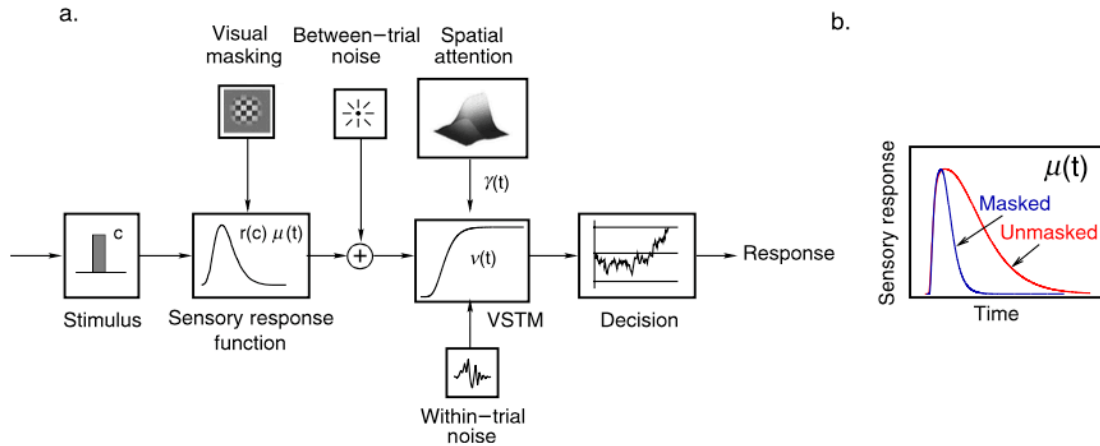 a.
b.
Visual
masking
Between−trial
noise
Spatial
attention
γ(t)
c
r(c) μ(t)
+
ν(t)
Response
Stimulus
Sensory response
function
VSTM
Decision
Within−trial
noise
Sensory response
μ(t)
Masked
Unmasked
Time